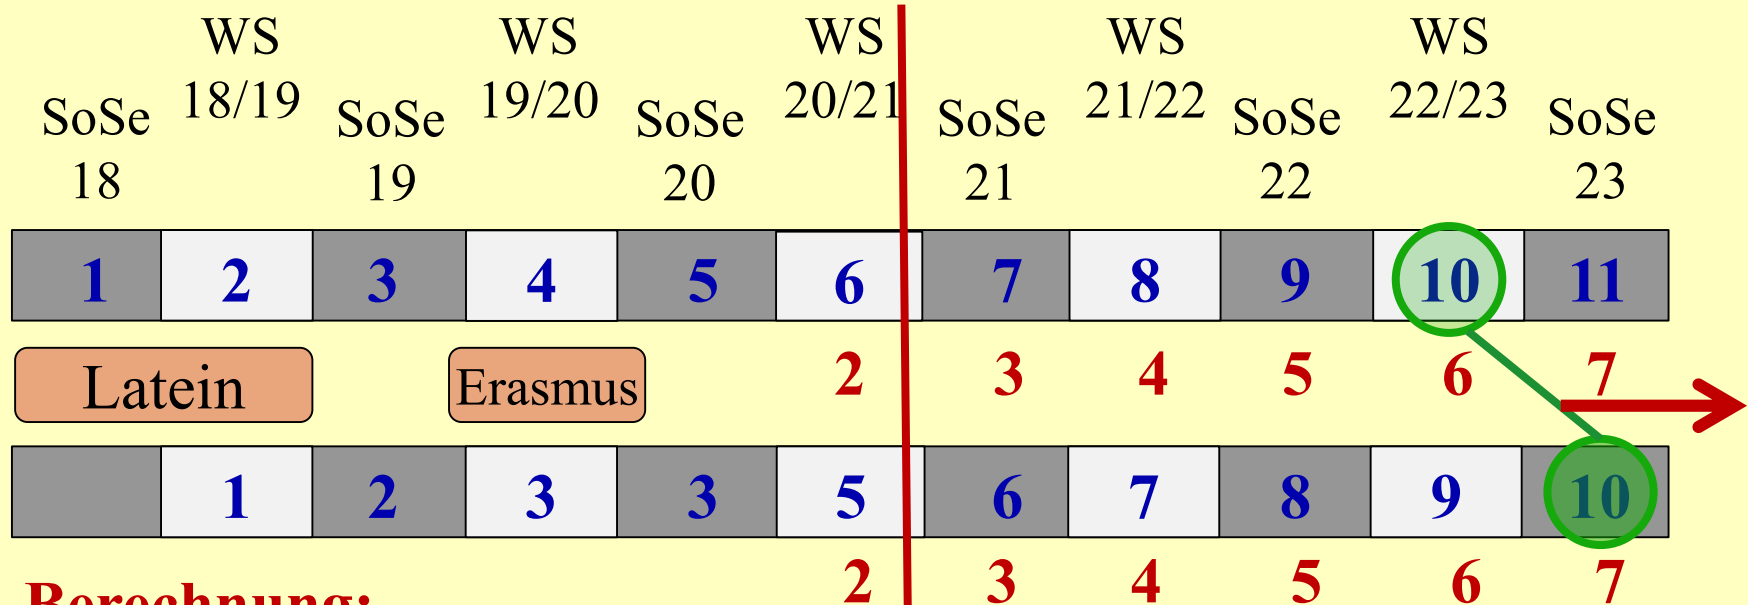 WS WS WS WS WS
18/19 19/20 20/21 21/22 22/23
SoSe SoSe SoSe SoSe SoSe SoSe
18 19 20 21 22 23
1 2 3 4 5 6 7 8 9 10 11
Latein Erasmus 2 3 4 5 6 7
1 2 3 3 5 6 7 8 9 10
2 3 4 5 6 7
Berechnung: